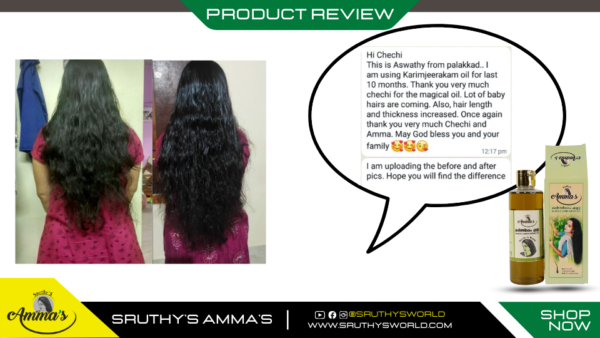 PRODUCT REVIEW
Hi Chechi
This is Aswathy from palakkad.. I
am using Karimjeerakam oil for last
10 months. Thank you very much
chechi for the magical oil. Lot of baby
hairs are coming. Also, hair length
and thickness increased. Once again
thank you very much Chechi and
Amma. May God bless you and your
family 🥰🥰😘
12:17 pm
I am uploading the before and after
pics. Hope you will find the difference
Amma's
Amma's
Amma's
SRUTHY'S AMMA'S
@SRUTHYSWORLD
WWW.SRUTHYSWORLD.COM
SHOP
NOW